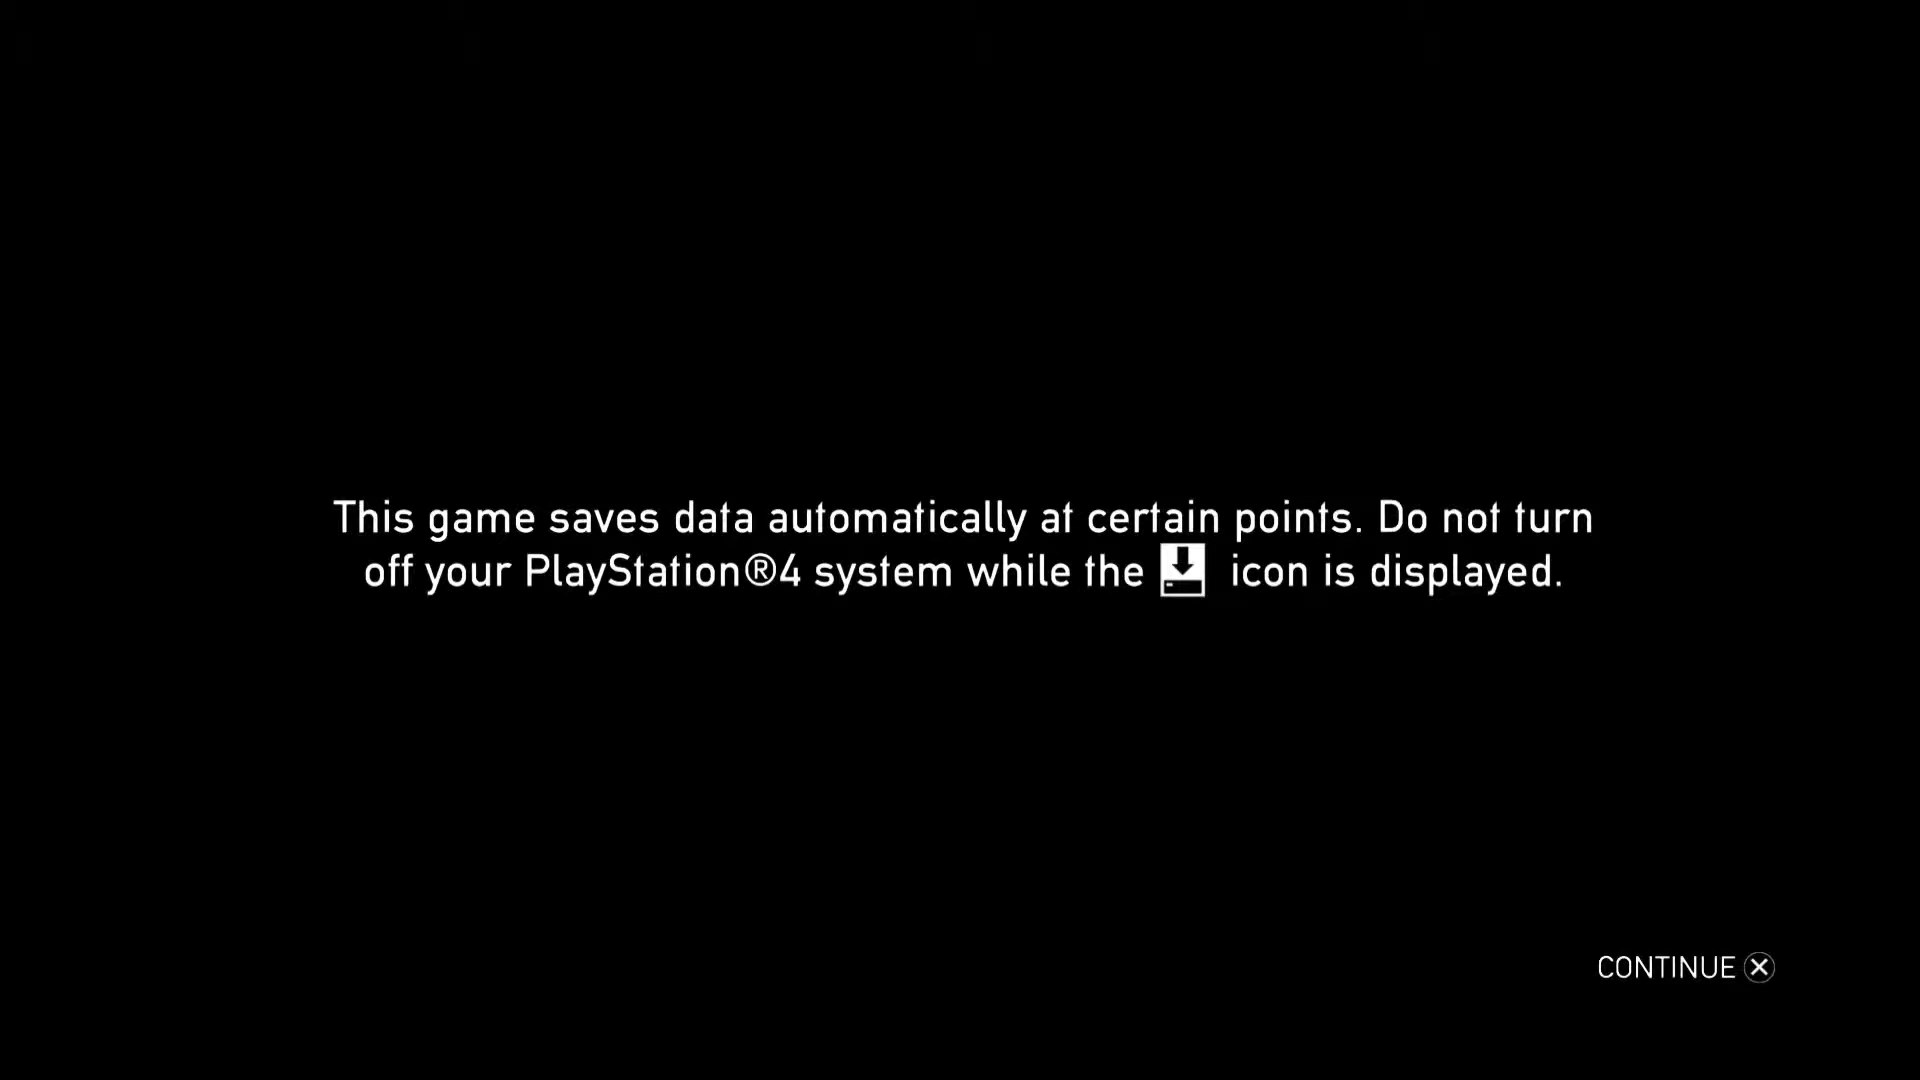 This game saves data automatically at certain points. Do not turn
off your PlayStation®4 system while the icon is displayed.
CONTINUE